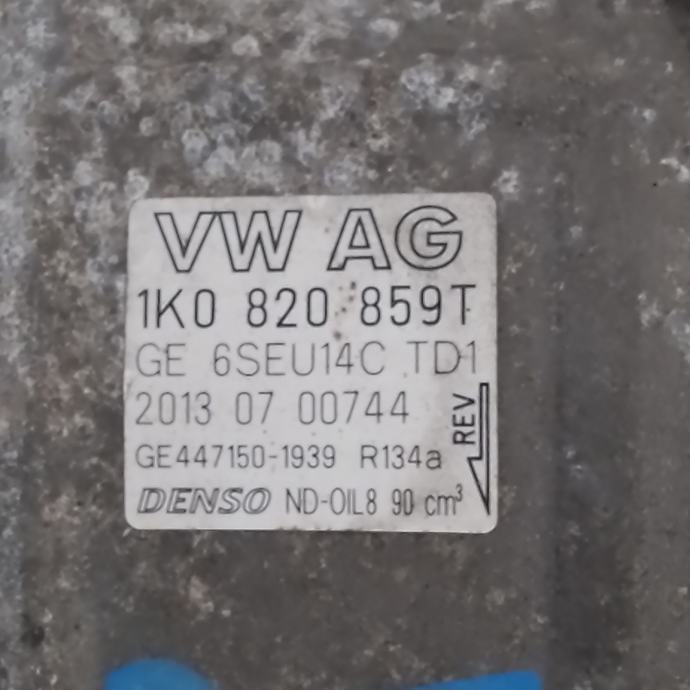 VW AG
1K0 820 859T
GE 6SEU14C TD1
2013 07 00744
REV
GE447150-1939 R134a
DENSO ND-OIL8 90 cm³